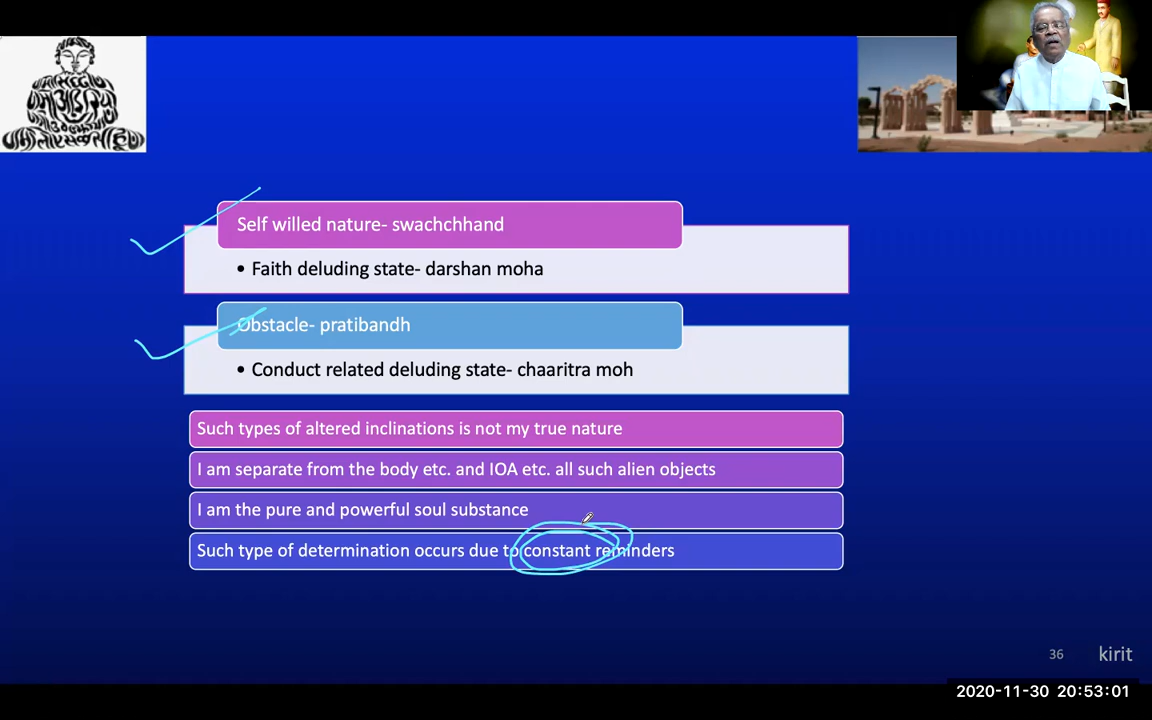 Self willed nature- swachchhand
• Faith deluding state- darshan moha
Obstacle- pratibandh
• Conduct related deluding state- chaaritra moh
Such types of altered inclinations is not my true nature
I am separate from the body etc. and IOA etc. all such alien objects
I am the pure and powerful soul substance
Such type of determination occurs due to constant reminders
36 kirit
2020-11-30 20:53:01